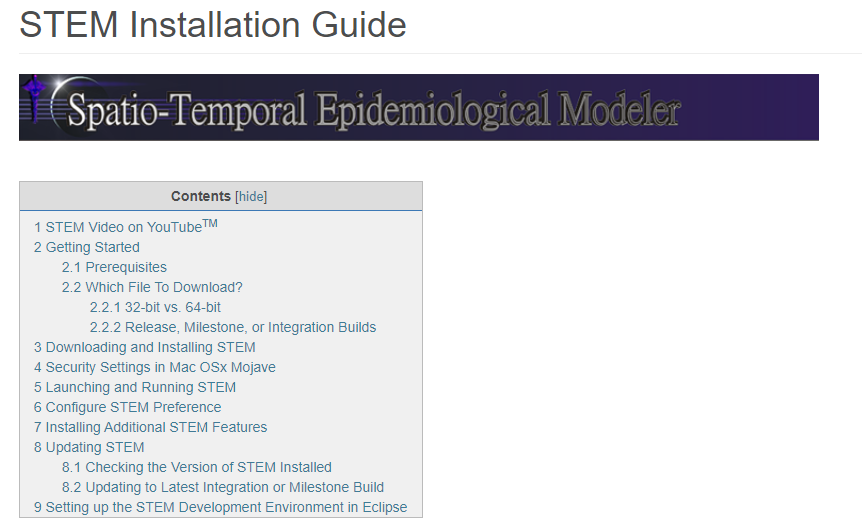 STEM Installation Guide
Spatio-Temporal Epidemiological Modeler
Contents [hide]
1 STEM Video on YouTube™
2 Getting Started
2.1 Prerequisites
2.2 Which File To Download?
2.2.1 32-bit vs. 64-bit
2.2.2 Release, Milestone, or Integration Builds
3 Downloading and Installing STEM
4 Security Settings in Mac OSx Mojave
5 Launching and Running STEM
6 Configure STEM Preference
7 Installing Additional STEM Features
8 Updating STEM
8.1 Checking the Version of STEM Installed
8.2 Updating to Latest Integration or Milestone Build
9 Setting up the STEM Development Environment in Eclipse